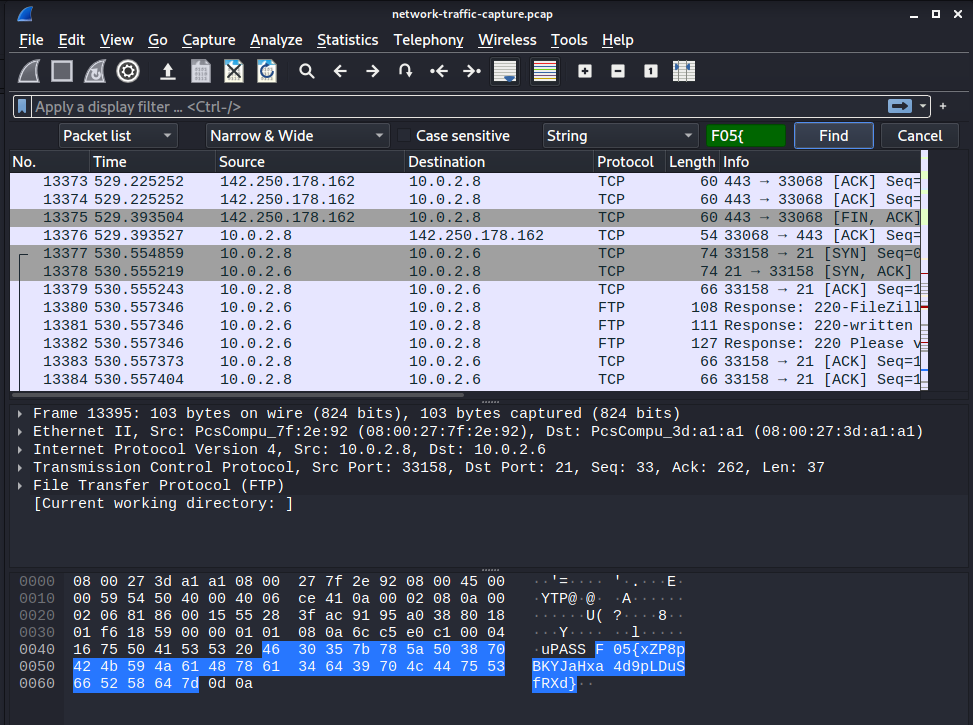 network-traffic-capture.pcap
File Edit View Go Capture Analyze Statistics Telephony Wireless Tools Help
Apply a display filter … <Ctrl-/>
Packet list Narrow & Wide Case sensitive String F05{ Find Cancel
No. Time Source Destination Protocol Length Info
13373 529.225252 142.250.178.162 10.0.2.8 TCP 60 443 → 33068 [ACK] Seq=
13374 529.225252 142.250.178.162 10.0.2.8 TCP 60 443 → 33068 [ACK] Seq=
13375 529.393504 142.250.178.162 10.0.2.8 TCP 60 443 → 33068 [FIN, ACK]
13376 529.393527 10.0.2.8 142.250.178.162 TCP 54 33068 → 443 [ACK] Seq=
13377 530.554859 10.0.2.8 10.0.2.6 TCP 74 33158 → 21 [SYN] Seq=0
13378 530.555219 10.0.2.6 10.0.2.8 TCP 74 21 → 33158 [SYN, ACK]
13379 530.555243 10.0.2.8 10.0.2.6 TCP 66 33158 → 21 [ACK] Seq=1
13380 530.557346 10.0.2.6 10.0.2.8 FTP 108 Response: 220-FileZill
13381 530.557346 10.0.2.6 10.0.2.8 FTP 111 Response: 220-written
13382 530.557346 10.0.2.6 10.0.2.8 FTP 127 Response: 220 Please v
13383 530.557373 10.0.2.8 10.0.2.6 TCP 66 33158 → 21 [ACK] Seq=1
13384 530.557404 10.0.2.8 10.0.2.6 TCP 66 33158 → 21 [ACK] Seq=1
Frame 13395: 103 bytes on wire (824 bits), 103 bytes captured (824 bits)
Ethernet II, Src: PcsCompu_7f:2e:92 (08:00:27:7f:2e:92), Dst: PcsCompu_3d:a1:a1 (08:00:27:3d:a1:a1)
Internet Protocol Version 4, Src: 10.0.2.8, Dst: 10.0.2.6
Transmission Control Protocol, Src Port: 33158, Dst Port: 21, Seq: 33, Ack: 262, Len: 37
File Transfer Protocol (FTP)
[Current working directory: ]
0000 08 00 27 3d a1 a1 08 00 27 7f 2e 92 08 00 45 00 ··'=···· '·.···E·
0010 00 59 54 50 40 00 40 06 ce 41 0a 00 02 08 0a 00 ·YTP@·@· ·A······
0020 02 06 81 86 00 15 55 28 3f ac 91 95 a0 38 80 18 ······U( ?····8··
0030 01 f6 18 59 00 00 01 01 08 0a 6c c5 e0 c1 00 04 ···Y···· ··l·····
0040 16 75 50 41 53 53 20 46 30 35 7b 78 5a 50 38 70 ·uPASS F 05{xZP8p
0050 42 4b 59 4a 61 48 78 61 34 64 39 70 4c 44 75 53 BKYJaHxa 4d9pLDuS
0060 66 52 58 64 7d 0d 0a fRXd}··